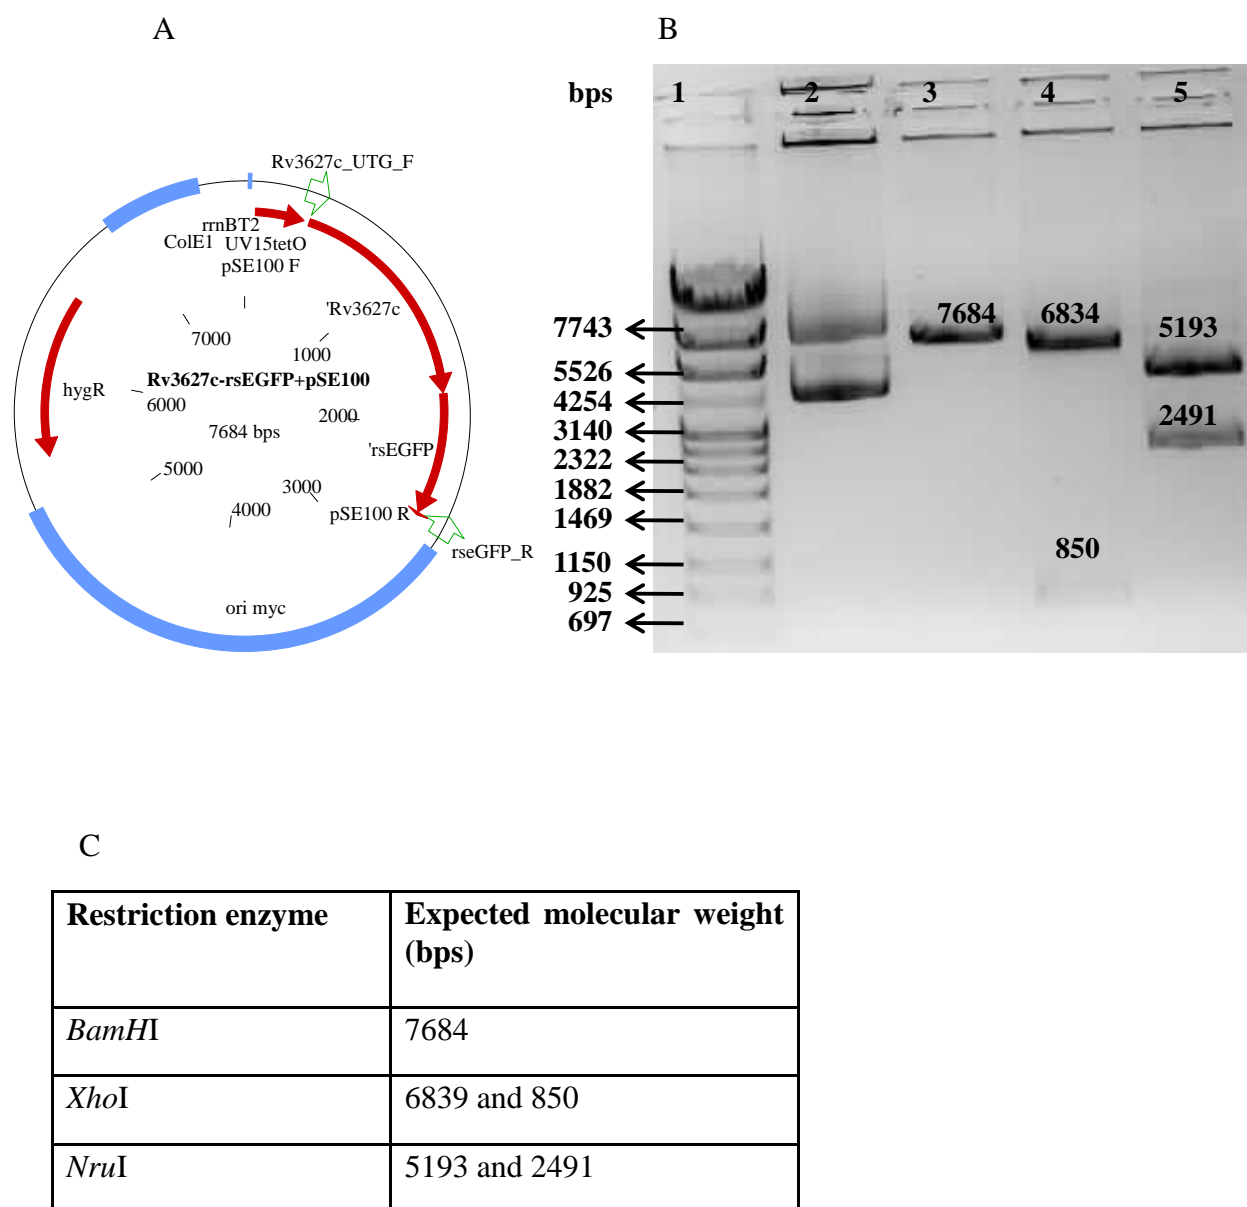 A
B
bps
1
2
3
4
5
Rv3627c_UTG_F
rrnBT2
ColE1
UV15tetO
pSE100 F
'Rv3627c
7000
1000
Rv3627c-rsEGFP+pSE100
hygR
6000
2000
7684 bps
'rsEGFP
5000
3000
4000
pSE100 R
rseGFP_R
ori myc
7743
5526
4254
3140
2322
1882
1469
1150
925
697
7684
6834
5193
2491
850
C
Restriction enzyme
Expected molecular weight
(bps)
BamHI
7684
XhoI
6839 and 850
NruI
5193 and 2491